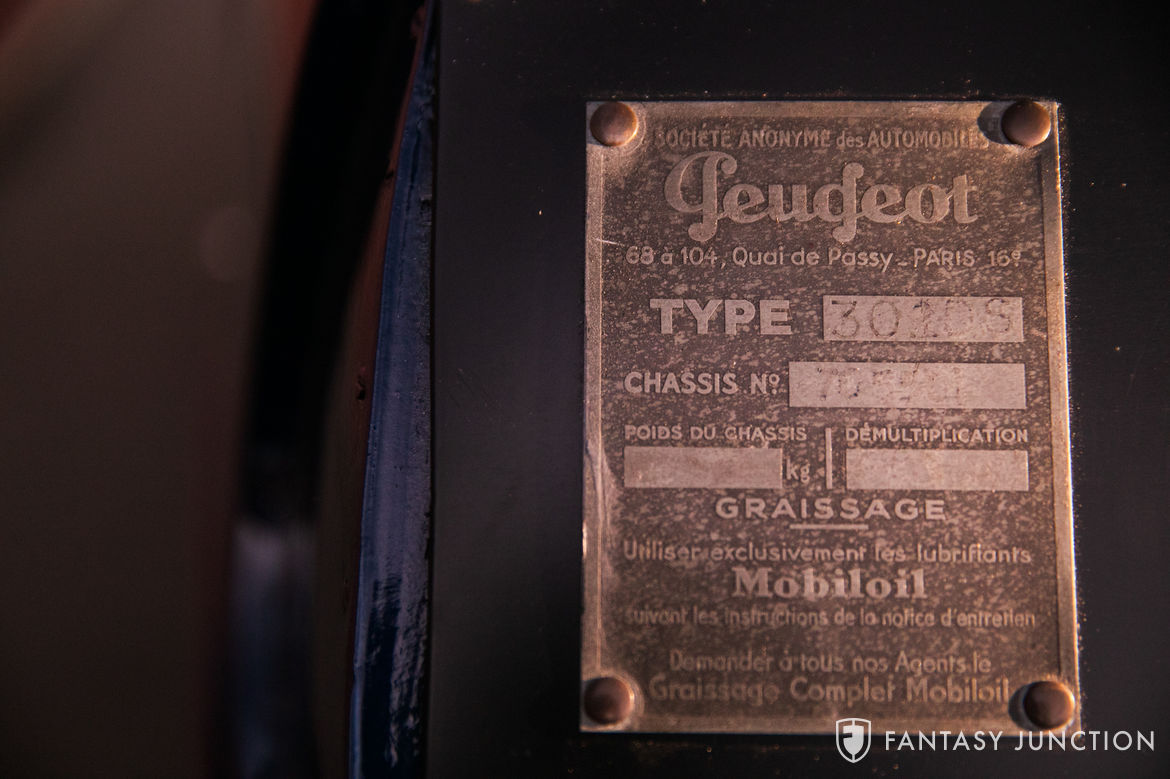 SOCIÉTÉ ANONYME des AUTOMOBILES
Peugeot
68 à 104, Quai de Passy - PARIS 16e
TYPE
CHASSIS Nº
POIDS DU CHASSIS
kg
DÉMULTIPLICATION
GRAISSAGE
Utiliser exclusivement les lubrifiants
Mobiloil
suivant les instructions de la notice d'entretien
Demander à tous nos Agents le
Graissage Complet Mobiloil
FANTASY JUNCTION